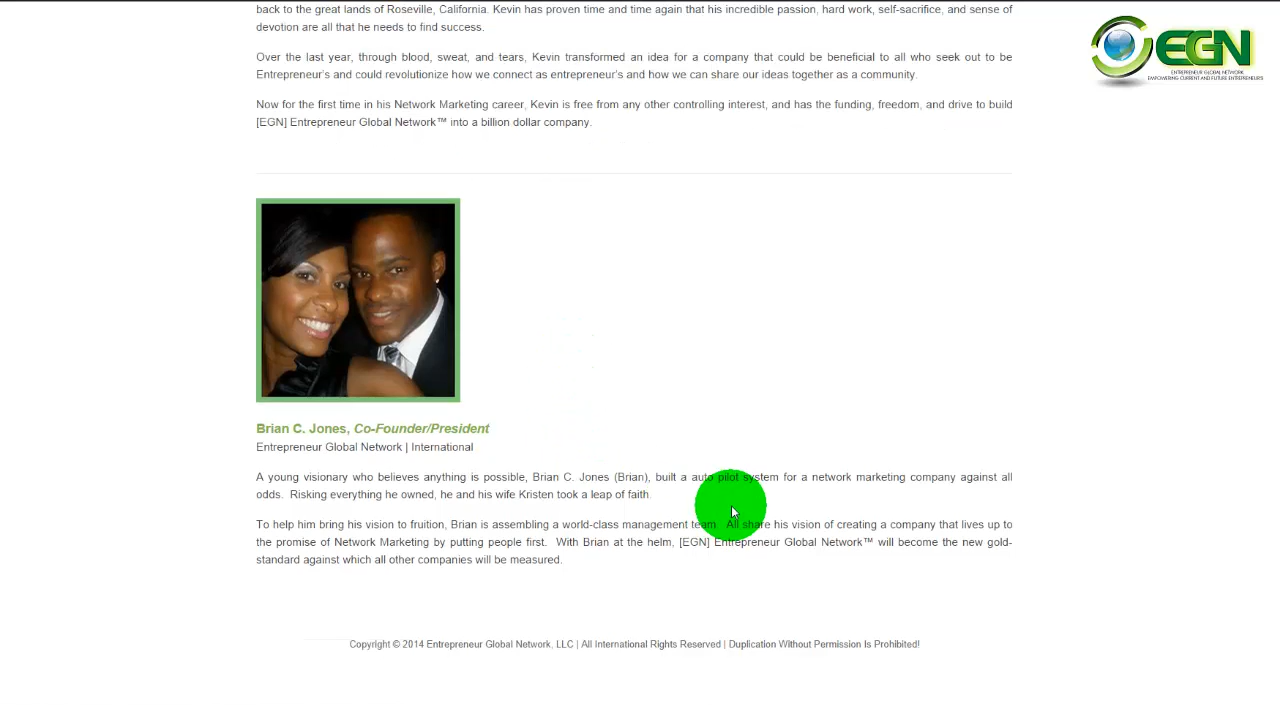 back to the great lands of Roseville, California. Kevin has proven time and time again that his incredible passion, hard work, self-sacrifice, and sense of
devotion are all that he needs to find success.
Over the last year, through blood, sweat, and tears, Kevin transformed an idea for a company that could be beneficial to all who seek out to be
Entrepreneur's and could revolutionize how we connect as entrepreneur's and how we can share our ideas together as a community.
Now for the first time in his Network Marketing career, Kevin is free from any other controlling interest, and has the funding, freedom, and drive to build
[EGN] Entrepreneur Global Network™ into a billion dollar company.
EGN
ENTREPRENEUR GLOBAL NETWORK
EMPOWERING CURRENT AND FUTURE ENTREPRENEURS
Brian C. Jones, Co-Founder/President
Entrepreneur Global Network | International
A young visionary who believes anything is possible, Brian C. Jones (Brian), built a auto pilot system for a network marketing company against all
odds. Risking everything he owned, he and his wife Kristen took a leap of faith.
To help him bring his vision to fruition, Brian is assembling a world-class management team. All share his vision of creating a company that lives up to
the promise of Network Marketing by putting people first. With Brian at the helm, [EGN] Entrepreneur Global Network™ will become the new gold-
standard against which all other companies will be measured.
Copyright © 2014 Entrepreneur Global Network, LLC | All International Rights Reserved | Duplication Without Permission Is Prohibited!